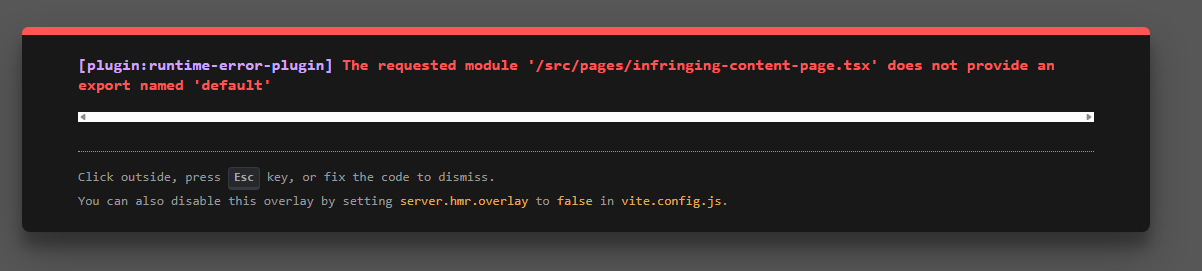 [plugin:runtime-error-plugin] The requested module '/src/pages/infringing-content-page.tsx' does not provide an
export named 'default'
Click outside, press Esc key, or fix the code to dismiss.
You can also disable this overlay by setting server.hmr.overlay to false in vite.config.js.